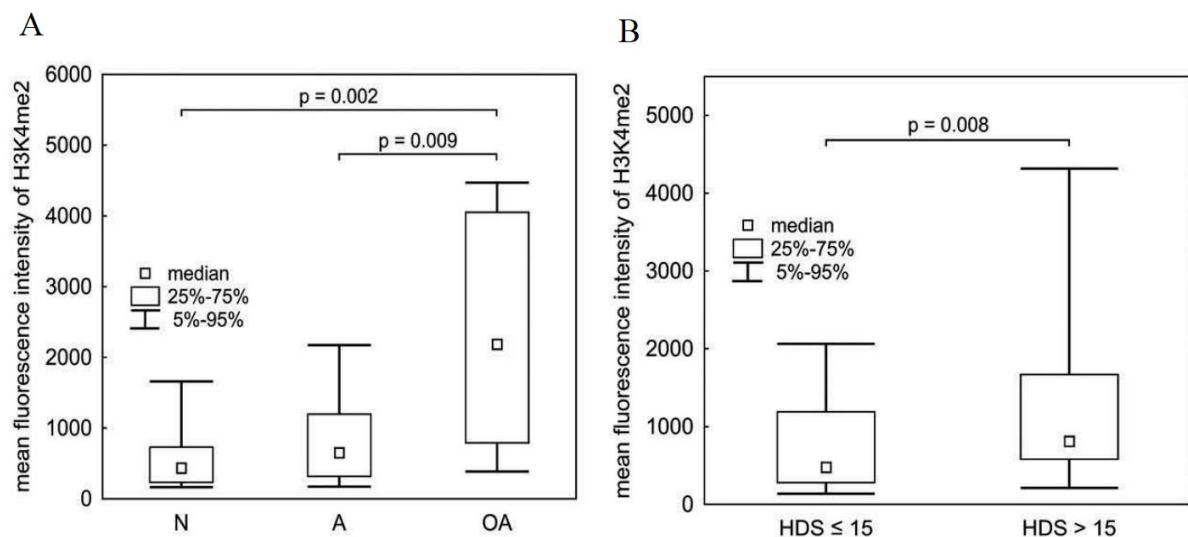 A
mean fluorescence intensity of H3K4me2
6000
5000
4000
3000
2000
1000
0
p = 0.002
p = 0.009
median
25%-75%
5%-95%
N
A
OA
B
mean fluorescence intensity of H3K4me2
5000
4000
3000
2000
1000
0
p = 0.008
median
25%-75%
5%-95%
HDS ≤ 15
HDS > 15